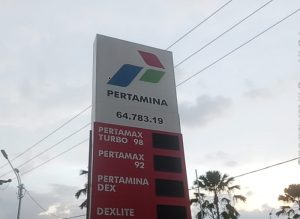 PERTAMINA
64.783.19
PERTAMAX
TURBO 98
PERTAMAX
92
PERTAMINA
DEX
DEXLITE